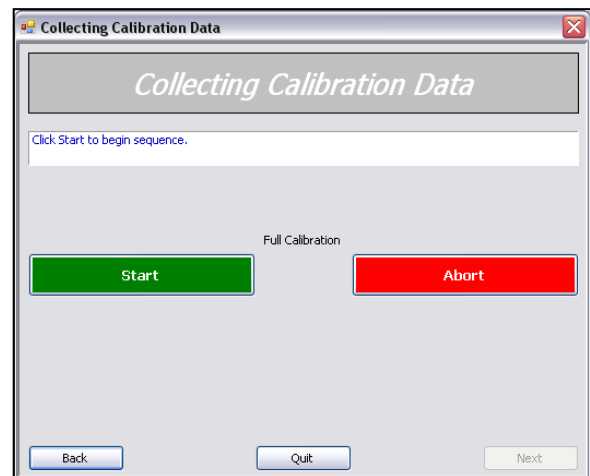 Collecting Calibration Data
Collecting Calibration Data
Click Start to begin sequence.
Full Calibration
Start
Abort
Back
Quit
Next